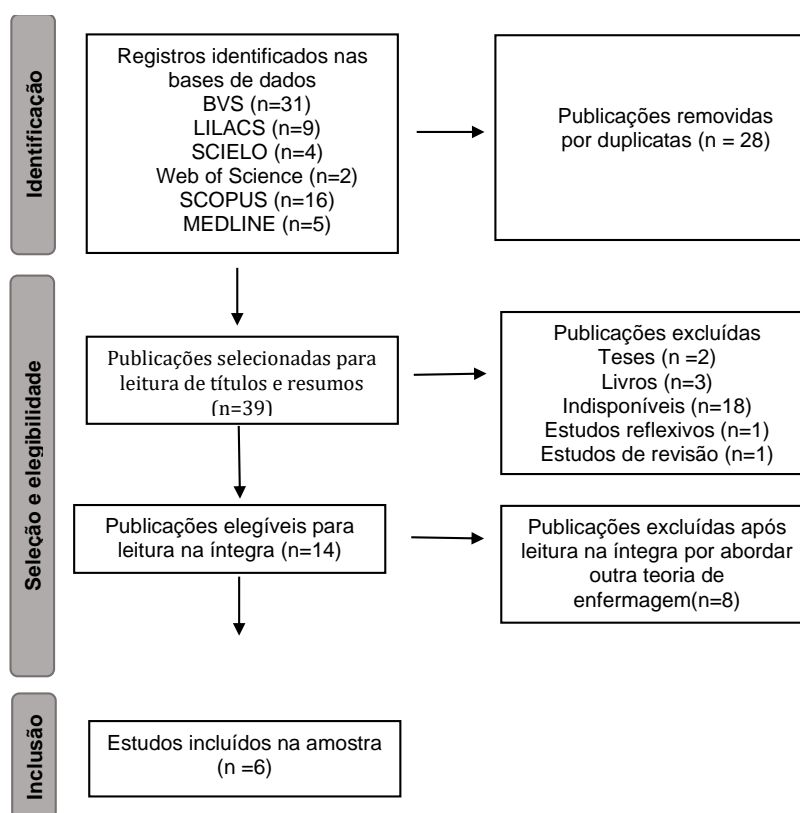 Identificação
Registros identificados nas
bases de dados
BVS (n=31)
LILACS (n=9)
SCIELO (n=4)
Web of Science (n=2)
SCOPUS (n=16)
MEDLINE (n=5)
Publicações removidas
por duplicatas (n = 28)
Seleção e elegibilidade
Publicações selecionadas para
leitura de títulos e resumos
(n=39)
Publicações excluídas
Teses (n =2)
Livros (n=3)
Indisponíveis (n=18)
Estudos reflexivos (n=1)
Estudos de revisão (n=1)
Publicações elegíveis para
leitura na íntegra (n=14)
Publicações excluídas após
leitura na íntegra por abordar
outra teoria de
enfermagem(n=8)
Inclusão
Estudos incluídos na amostra
(n =6)